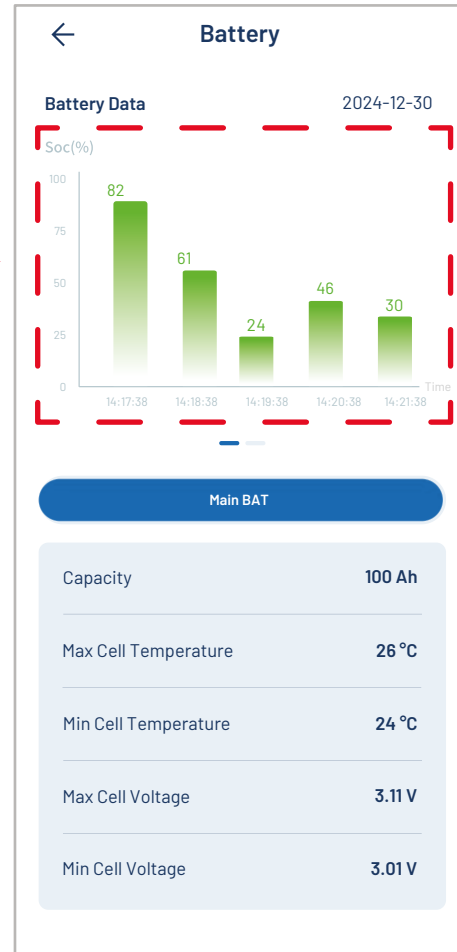 Battery
Battery Data 2024-12-30
Soc(%)
100
82
75
61
50
46
30
24
25
0
Time
14:17:38 14:18:38 14:19:38 14:20:38 14:21:38
Main BAT
Capacity 100 Ah
Max Cell Temperature 26 °C
Min Cell Temperature 24 °C
Max Cell Voltage 3.11 V
Min Cell Voltage 3.01 V